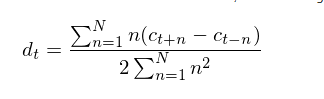 d_t = \frac{\sum_{n=1}^{N} n(c_{t+n} - c_{t-n})}{2 \sum_{n=1}^{N} n^2}